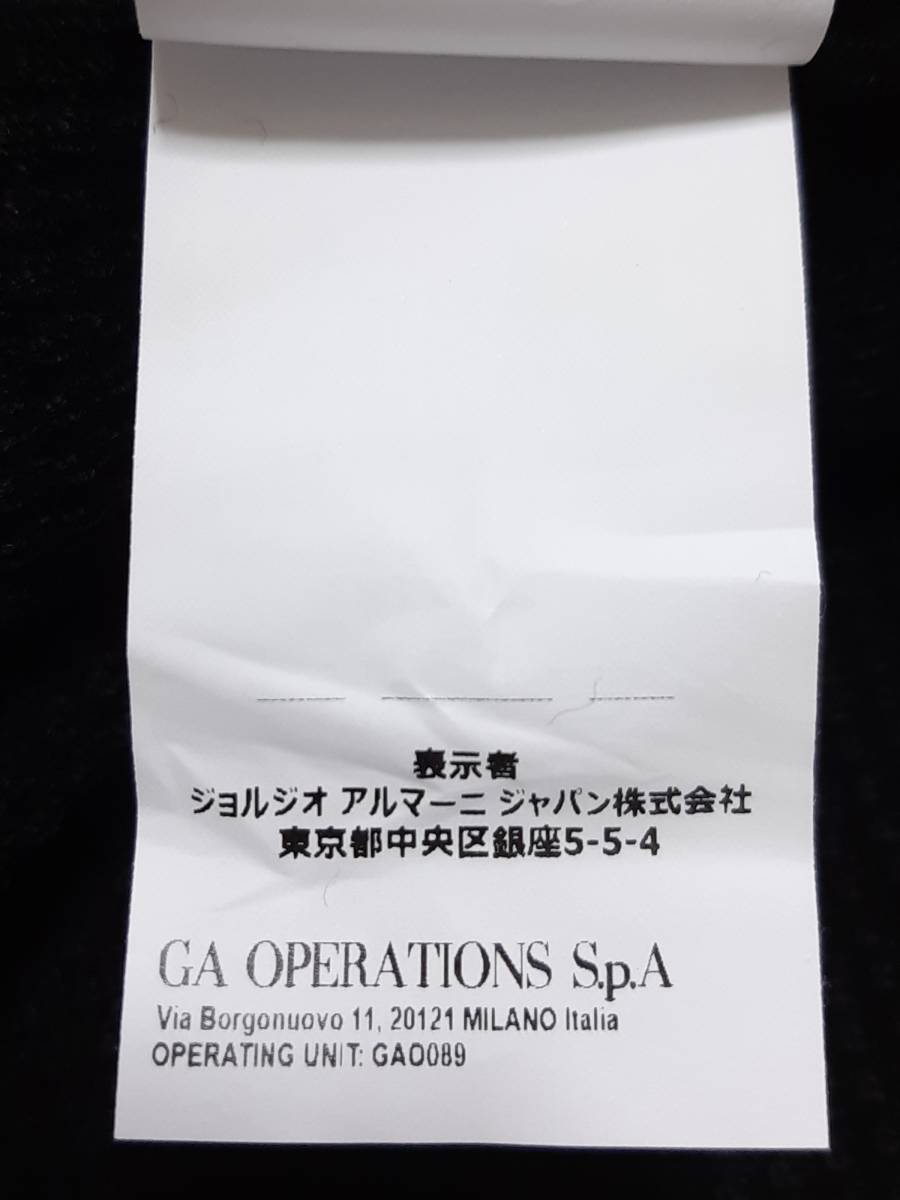 表示者
ジョルジオ アルマーニ ジャパン株式会社
東京都中央区銀座5-5-4
GA OPERATIONS S.p.A
Via Borgonuovo 11, 20121 MILANO Italia
OPERATING UNIT: GAO089